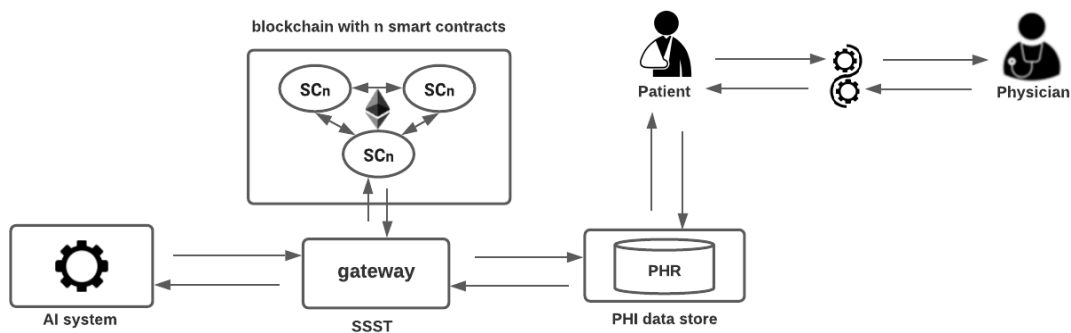 blockchain with n smart contracts
SCn
SCn
SCn
Patient
Physician
gateway
PHR
AI system
SSST
PHI data store